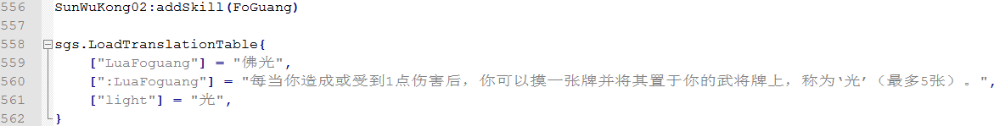 556 SunWuKong02:addSkill(FoGuang)
557
558 sgs.LoadTranslationTable{
559 ["LuaFoguang"] = "佛光",
560 [":LuaFoguang"] = "每当你造成或受到1点伤害后，你可以摸一张牌并将其置于你的武将牌上，称为‘光’（最多5张）。",
561 ["light"] = "光",
562 }